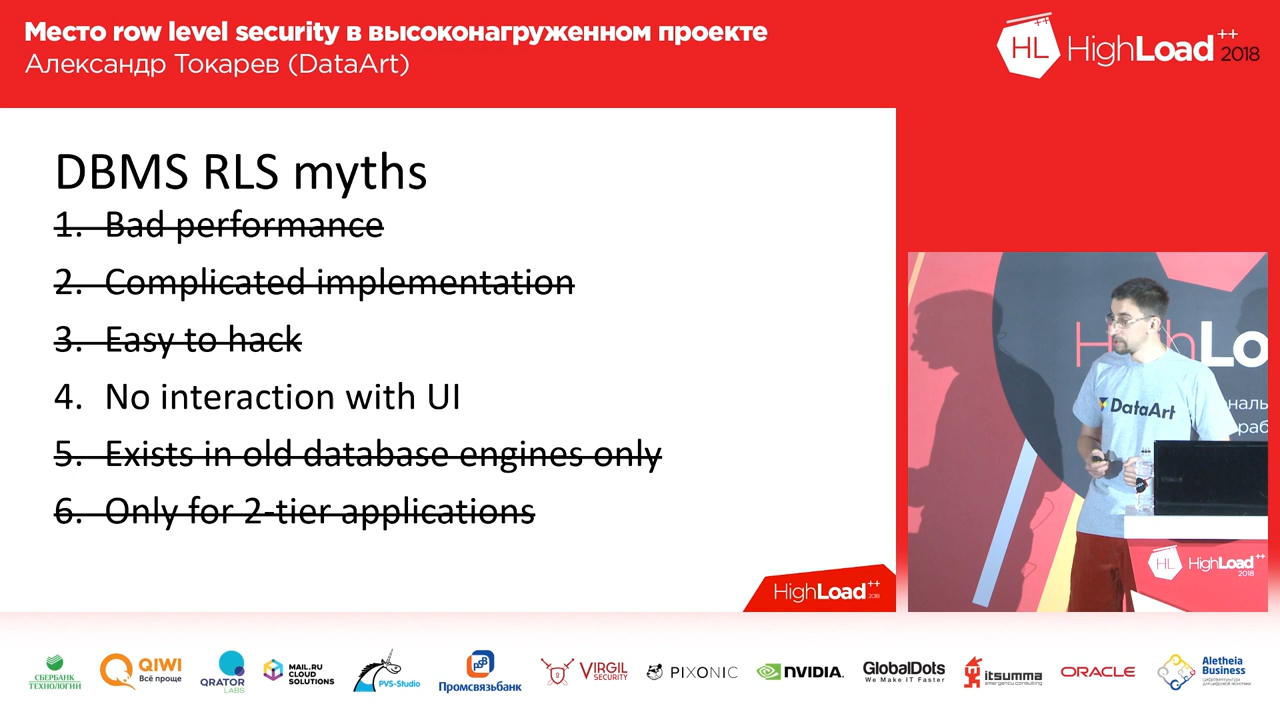 Место row level security в высоконагруженном проекте
Александр Токарев (DataArt)
HL HighLoad++ 2018
DBMS RLS myths
1. Bad performance
2. Complicated implementation
3. Easy to hack
4. No interaction with UI
5. Exists in old database engines only
6. Only for 2-tier applications
HighLoad++ 2018
DataArt
HL HighLoad++
2018
СБЕРБАНК
ТЕХНОЛОГИИ
QIWI
Всё проще
QRATOR
LABS
MAIL.RU
CLOUD
SOLUTIONS
PVS-Studio
Промсвязьбанк
VIRGIL
SECURITY
PIXONIC
NVIDIA.
GlobalDots
We Make IT Faster
itsumma
emergency consulting
ORACLE
Aletheia
Business